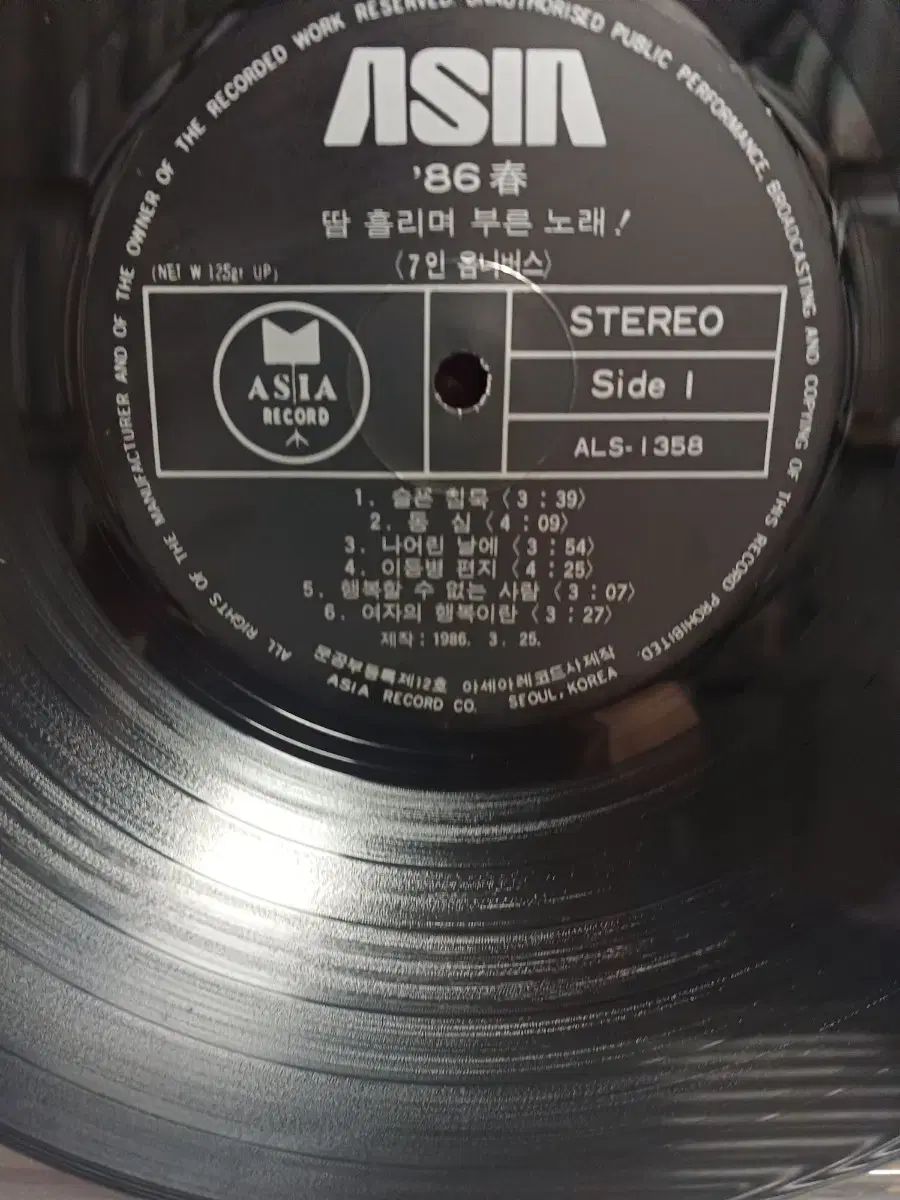 ALL RIGHTS OF THE MANUFACTURER AND OF THE OWNER OF THE RECORDED WORK RESERVED UNAUTHORISED PUBLIC PERFORMANCE, BROADCASTING AND COPYING OF THIS RECORD PROHIBITED.
ASIA
'86 春
땀 흘리며 부른 노래!
〈7인 옴니버스〉
(NET W 125gr UP)
ASIA
RECORD
STEREO
Side 1
ALS-1358
1. 슬픈 침묵〈3 : 39〉
2. 동 심〈4 : 09〉
3. 나어린 날에〈3 : 54〉
4. 이등병 편지〈4 : 25〉
5. 행복할 수 없는 사람〈3 : 07〉
6. 여자의 행복이란〈3 : 27〉
제작 : 1986. 3. 25.
문공부등록제12호 아세아레코드사제작
ASIA RECORD CO. SEOUL, KOREA